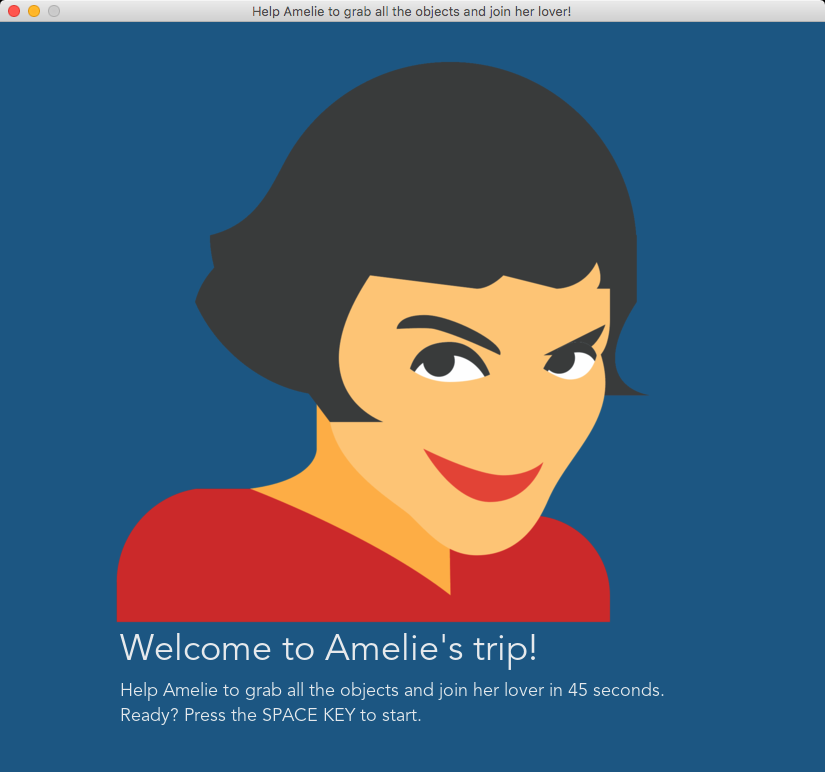 Help Amelie to grab all the objects and join her lover!
Welcome to Amelie's trip!
Help Amelie to grab all the objects and join her lover in 45 seconds.
Ready? Press the SPACE KEY to start.